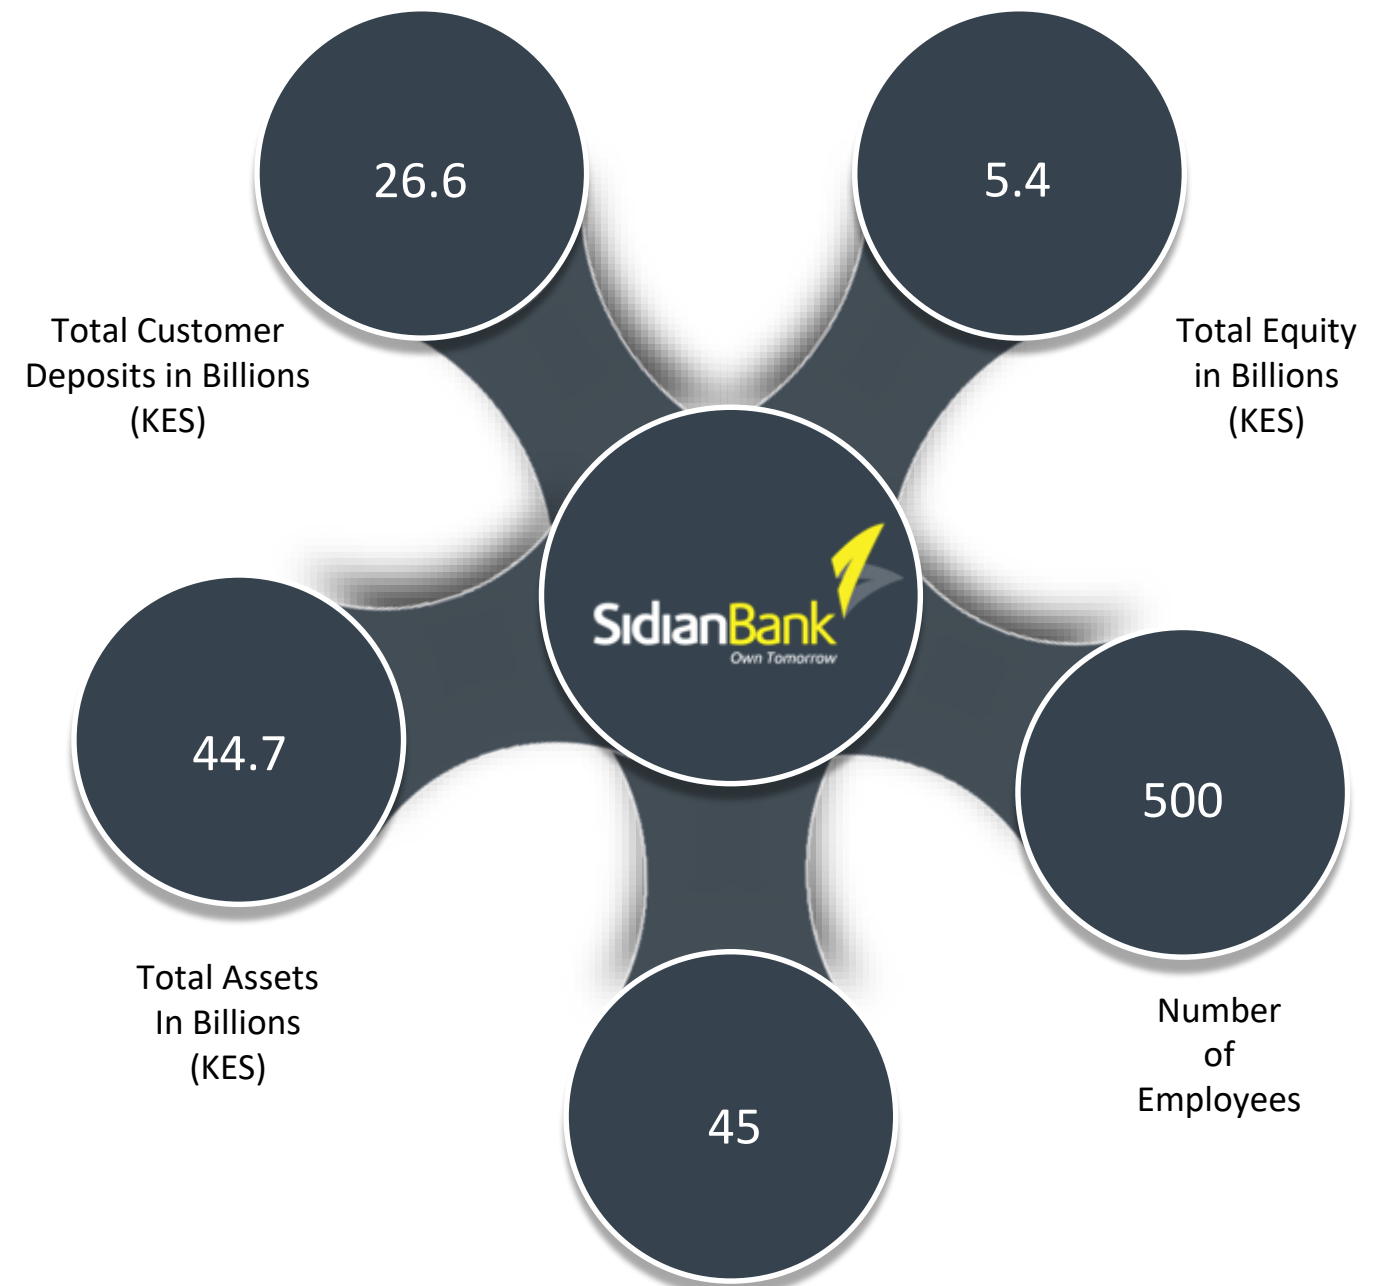 26.6
5.4
Total Customer
Deposits in Billions
(KES)
Total Equity
in Billions
(KES)
SidianBank
Own Tomorrow
44.7
500
Total Assets
In Billions
(KES)
Number
of
Employees
45